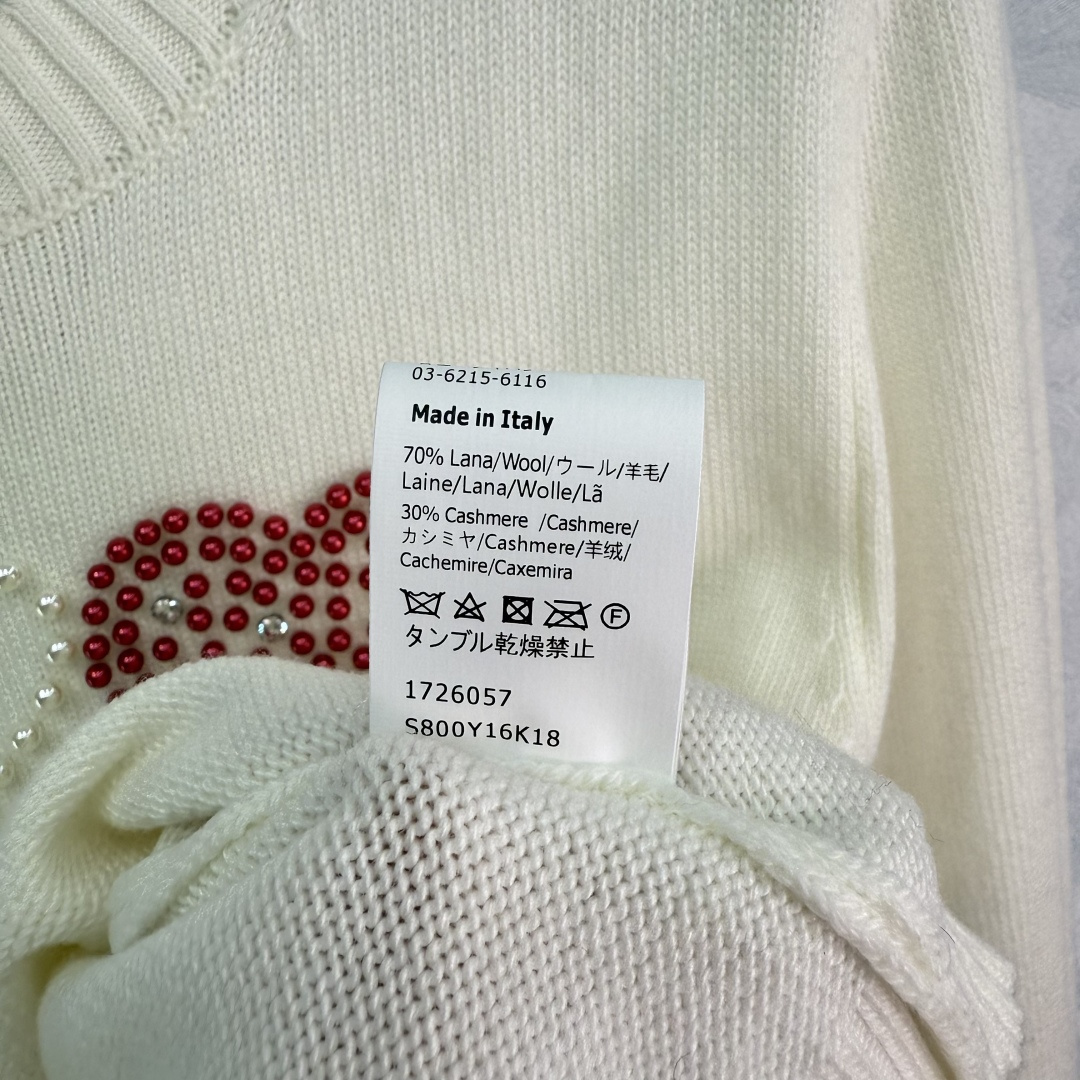 03-6215-6116
Made in Italy
70% Lana/Wool/ウール/羊毛/
Laine/Lana/Wolle/Lã
30% Cashmere /Cashmere/
カシミヤ/Cashmere/羊绒/
Cachemire/Caxemira
F
タンブル乾燥禁止
1726057
S800Y16K18